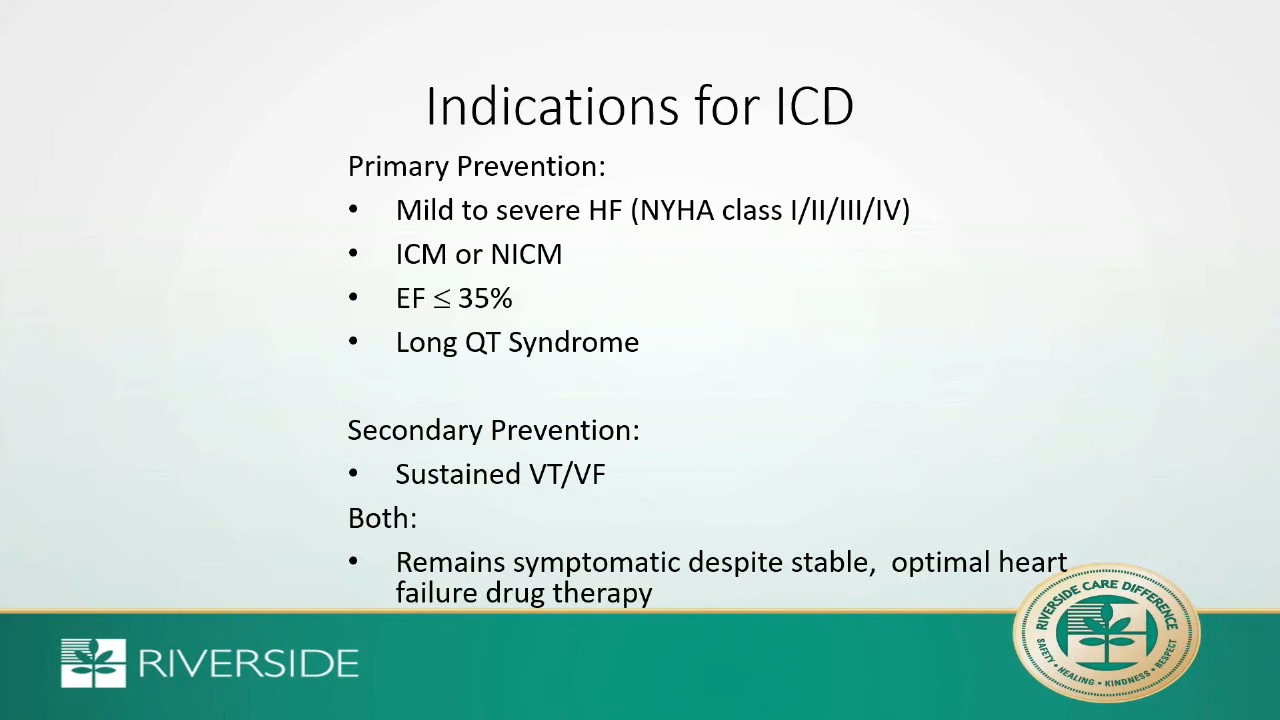 Indications for ICD
Primary Prevention:
• Mild to severe HF (NYHA class I/II/III/IV)
• ICM or NICM
• EF ≤ 35%
• Long QT Syndrome
Secondary Prevention:
• Sustained VT/VF
Both:
• Remains symptomatic despite stable,  optimal heart
failure drug therapy
RIVERSIDE
RIVERSIDE CARE DIFFERENCE
SAFETY • HEALING • KINDNESS • RESPECT